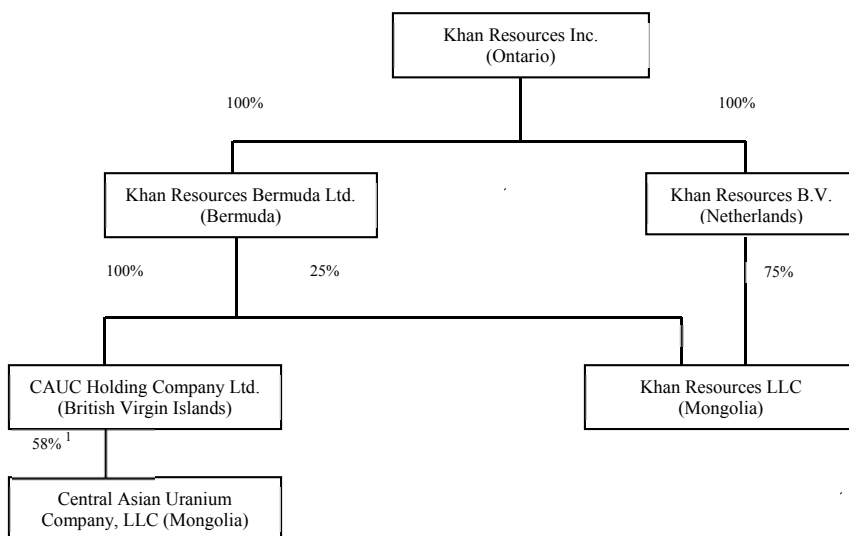 Khan Resources Inc.
(Ontario)
100%
100%
Khan Resources Bermuda Ltd.
(Bermuda)
Khan Resources B.V.
(Netherlands)
100%
25%
75%
CAUC Holding Company Ltd.
(British Virgin Islands)
Khan Resources LLC
(Mongolia)
58% 1
Central Asian Uranium
Company, LLC (Mongolia)